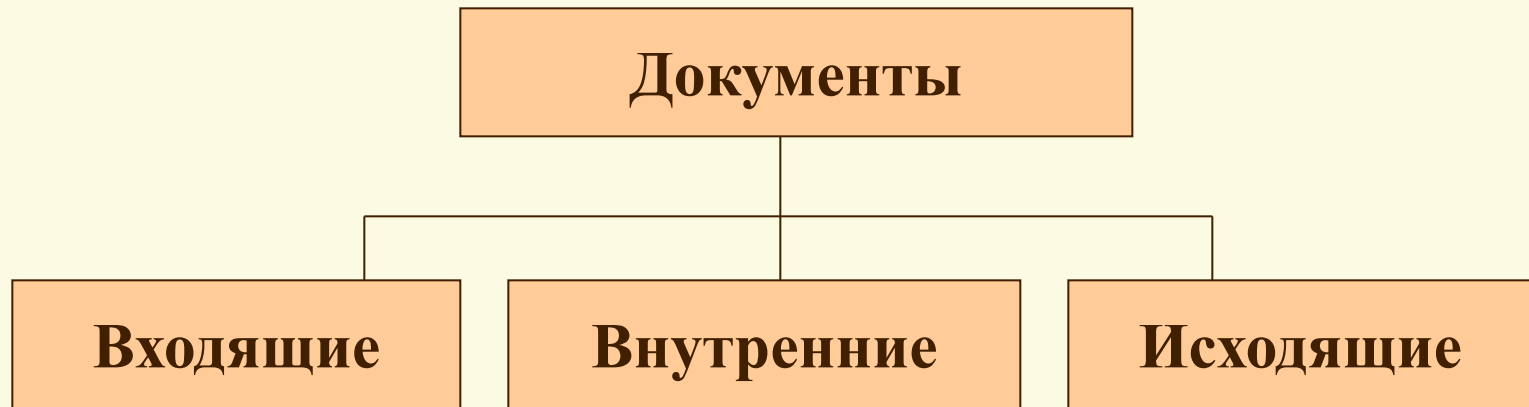 Документы
Входящие
Внутренние
Исходящие